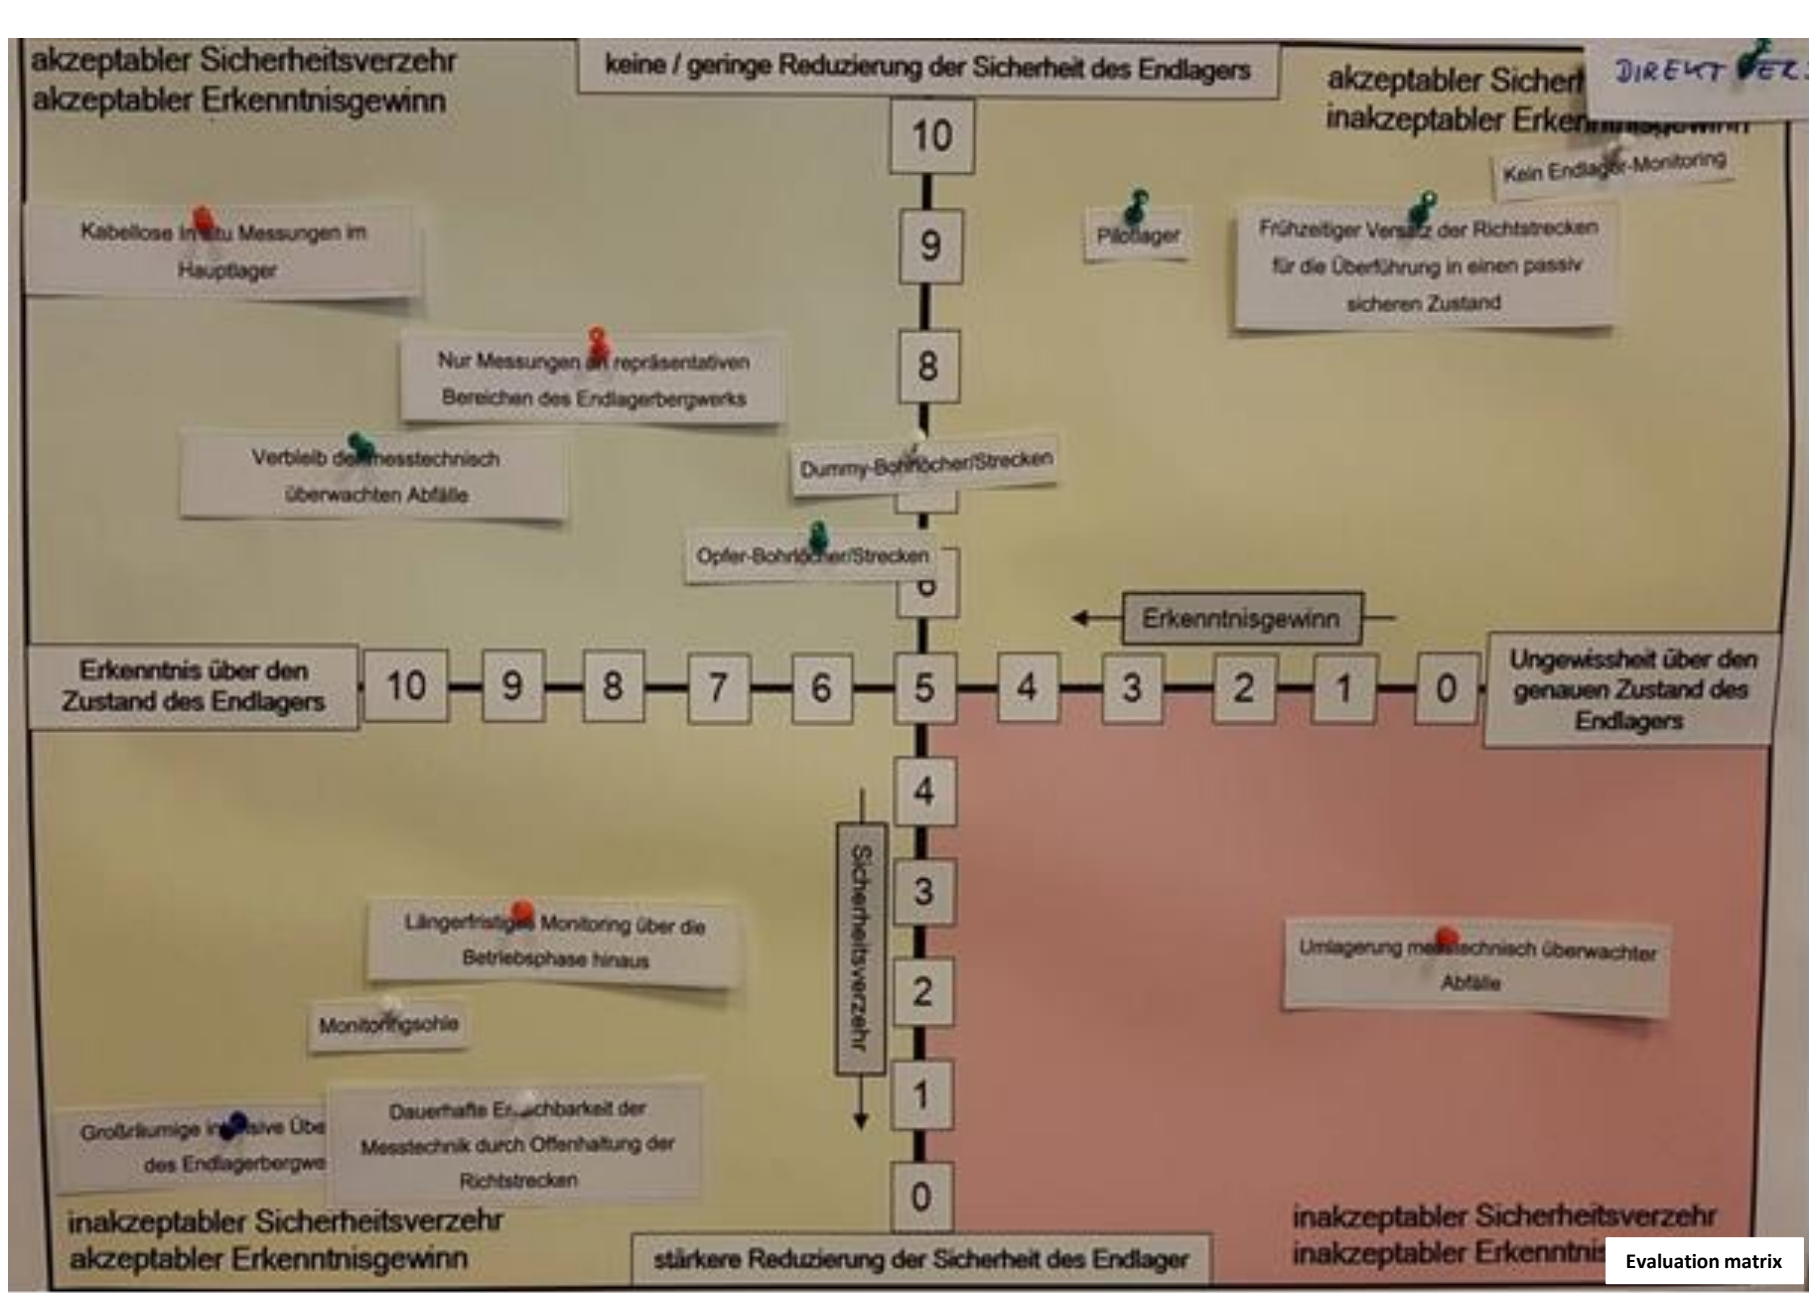 akzeptabler Sicherheitsverzehr
akzeptabler Erkenntnisgewinn
keine / geringe Reduzierung der Sicherheit des Endlagers
akzeptabler
inakzeptabler
DIREKT
Kein Endlager-Monitoring
10
Kabellose In situ Messungen im
Hauptlager
9
Pilotlager
Frühzeitiger Versatz der Richtstrecken
für die Überführung in einen passiv
sicheren Zustand
Nur Messungen an repräsentativen
Bereichen des Endlagerbergwerks
8
Verbleib der messtechnisch
überwachten Abfälle
Dummy-Bohrlöcher/Strecken
Opfer-Bohrlöcher/Strecken
6
Erkenntnisgewinn
Erkenntnis über den
Zustand des Endlagers
10 9 8 7 6 5 4 3 2 1 0
Ungewissheit über den
genauen Zustand des
Endlagers
4
Sicherheitsverzehr
3
Längerfristiges Monitoring über die
Betriebsphase hinaus
Umlagerung messtechnisch überwachter
Abfälle
2
Monitoringsohle
1
Großräumige
des
Dauerhafte Erreichbarkeit der
Messtechnik durch Offenhaltung der
Richtstrecken
0
inakzeptabler Sicherheitsverzehr
akzeptabler Erkenntnisgewinn
stärkere Reduzierung der Sicherheit des Endlager
inakzeptabler Sicherheitsverzehr
inakzeptabler
Evaluation matrix